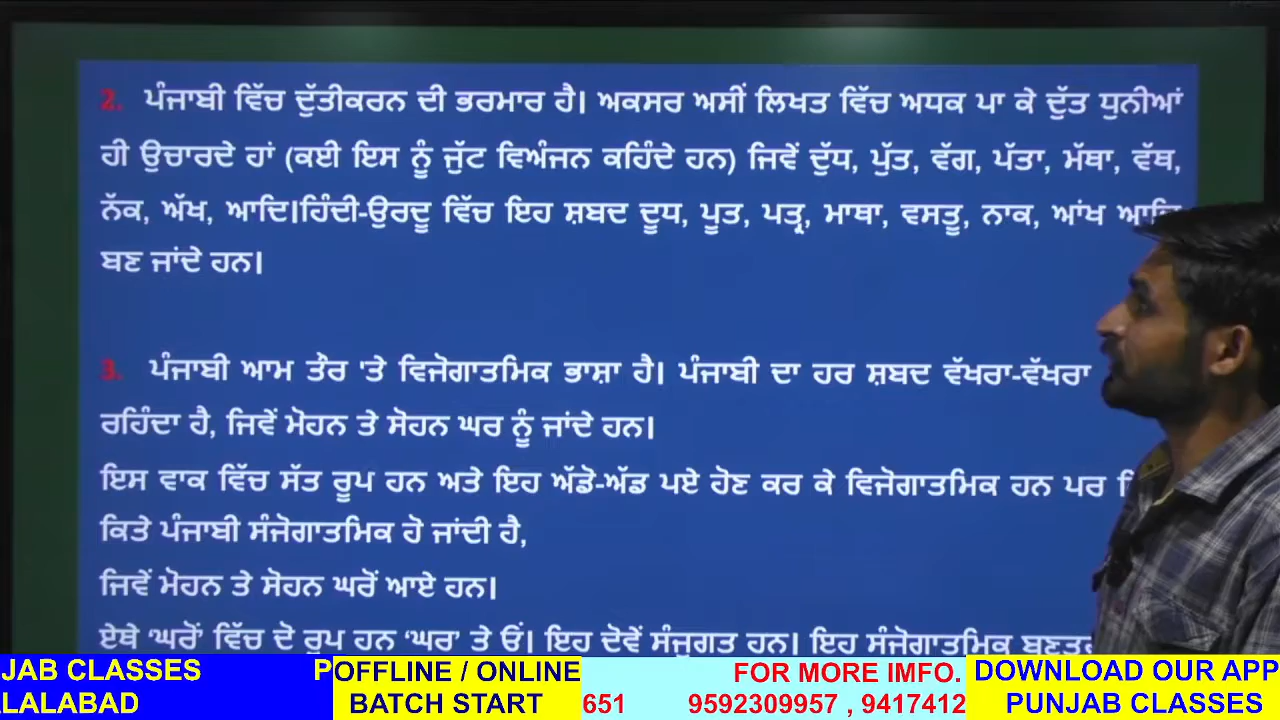 2. ਪੰਜਾਬੀ ਵਿੱਚ ਦੁੱਤੀਕਰਨ ਦੀ ਭਰਮਾਰ ਹੈ। ਅਕਸਰ ਅਸੀਂ ਲਿਖਤ ਵਿੱਚ ਅਧਕ ਪਾ ਕੇ ਦੁੱਤ ਧੁਨੀਆਂ
ਹੀ ਉਚਾਰਦੇ ਹਾਂ (ਕਈ ਇਸ ਨੂੰ ਜੁੱਟ ਵਿਅੰਜਨ ਕਹਿੰਦੇ ਹਨ) ਜਿਵੇਂ ਦੁੱਧ, ਪੁੱਤ, ਵੱਗ, ਪੱਤਾ, ਮੱਥਾ, ਵੱਥ,
ਨੱਕ, ਅੱਖ, ਆਦਿ।ਹਿੰਦੀ-ਉਰਦੂ ਵਿੱਚ ਇਹ ਸ਼ਬਦ ਦੂਧ, ਪੂਤ, ਪਤ੍ਰ, ਮਾਥਾ, ਵਸਤੂ, ਨਾਕ, ਆਂਖ ਆਦਿ
ਬਣ ਜਾਂਦੇ ਹਨ।
3. ਪੰਜਾਬੀ ਆਮ ਤੌਰ 'ਤੇ ਵਿਜੋਗਾਤਮਿਕ ਭਾਸ਼ਾ ਹੈ। ਪੰਜਾਬੀ ਦਾ ਹਰ ਸ਼ਬਦ ਵੱਖਰਾ-ਵੱਖਰਾ
ਰਹਿੰਦਾ ਹੈ, ਜਿਵੇਂ ਮੋਹਨ ਤੇ ਸੋਹਨ ਘਰ ਨੂੰ ਜਾਂਦੇ ਹਨ।
ਇਸ ਵਾਕ ਵਿੱਚ ਸੱਤ ਰੂਪ ਹਨ ਅਤੇ ਇਹ ਅੱਡੋ-ਅੱਡ ਪਏ ਹੋਣ ਕਰ ਕੇ ਵਿਜੋਗਾਤਮਿਕ ਹਨ ਪਰ
ਕਿਤੇ ਪੰਜਾਬੀ ਸੰਜੋਗਾਤਮਿਕ ਹੋ ਜਾਂਦੀ ਹੈ,
ਜਿਵੇਂ ਮੋਹਨ ਤੇ ਸੋਹਨ ਘਰੋਂ ਆਏ ਹਨ।
ਏਥੇ ‘ਘਰੋਂ’ ਵਿੱਚ ਦੋ ਰੂਪ ਹਨ ‘ਘਰ’ ਤੇ ਓਂ। ਇਹ ਦੋਵੇਂ ਸੰਜੁਗਤ ਹਨ। ਇਹ ਸੰਜੋਗਾਤਮਿਕ
JAB CLASSES P OFFLINE / ONLINE FOR MORE IMFO. DOWNLOAD OUR APP
LALABAD BATCH START 651 9592309957 , 9417412 PUNJAB CLASSES